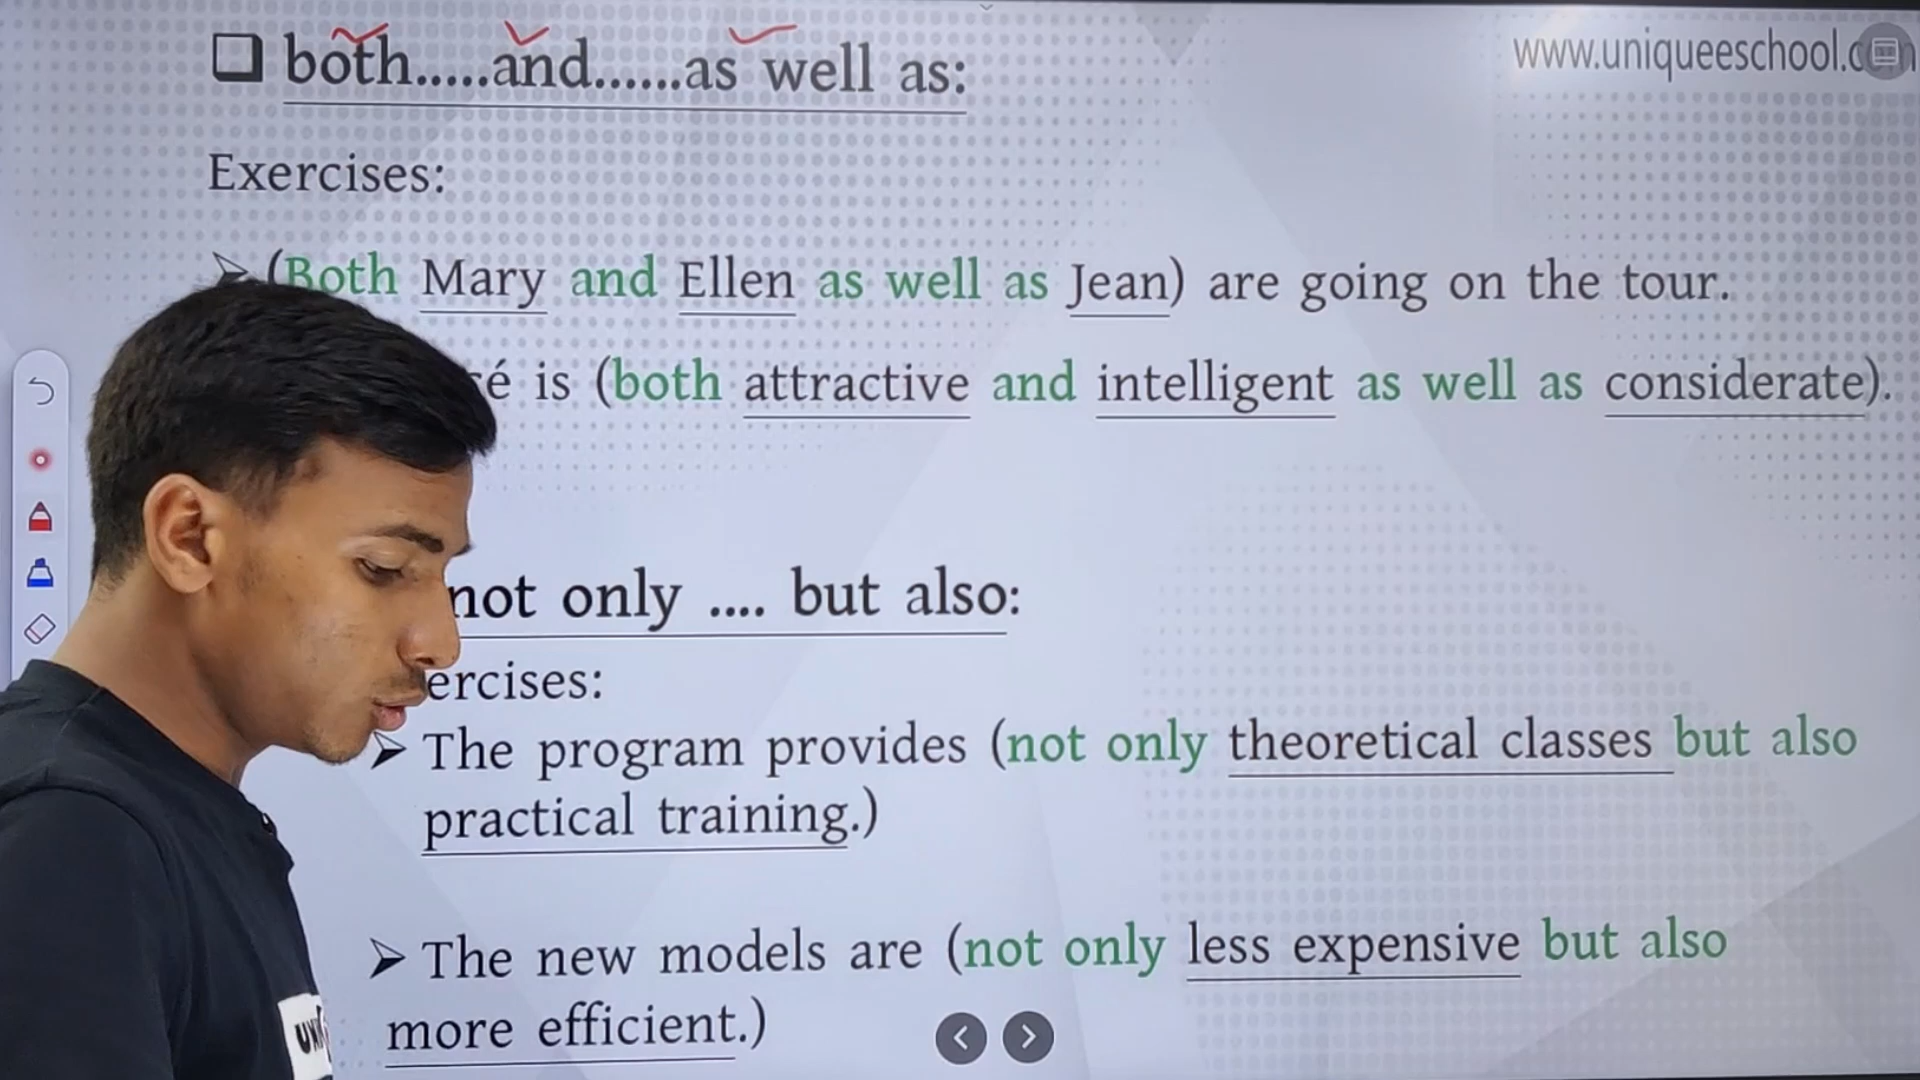 both.....and......as well as:
www.uniqueeschool.c
Exercises:
(Both Mary and Ellen as well as Jean) are going on the tour.
is (both attractive and intelligent as well as considerate).
not only .... but also:
ercises:
The program provides (not only theoretical classes but also
practical training.)
The new models are (not only less expensive but also
more efficient.)